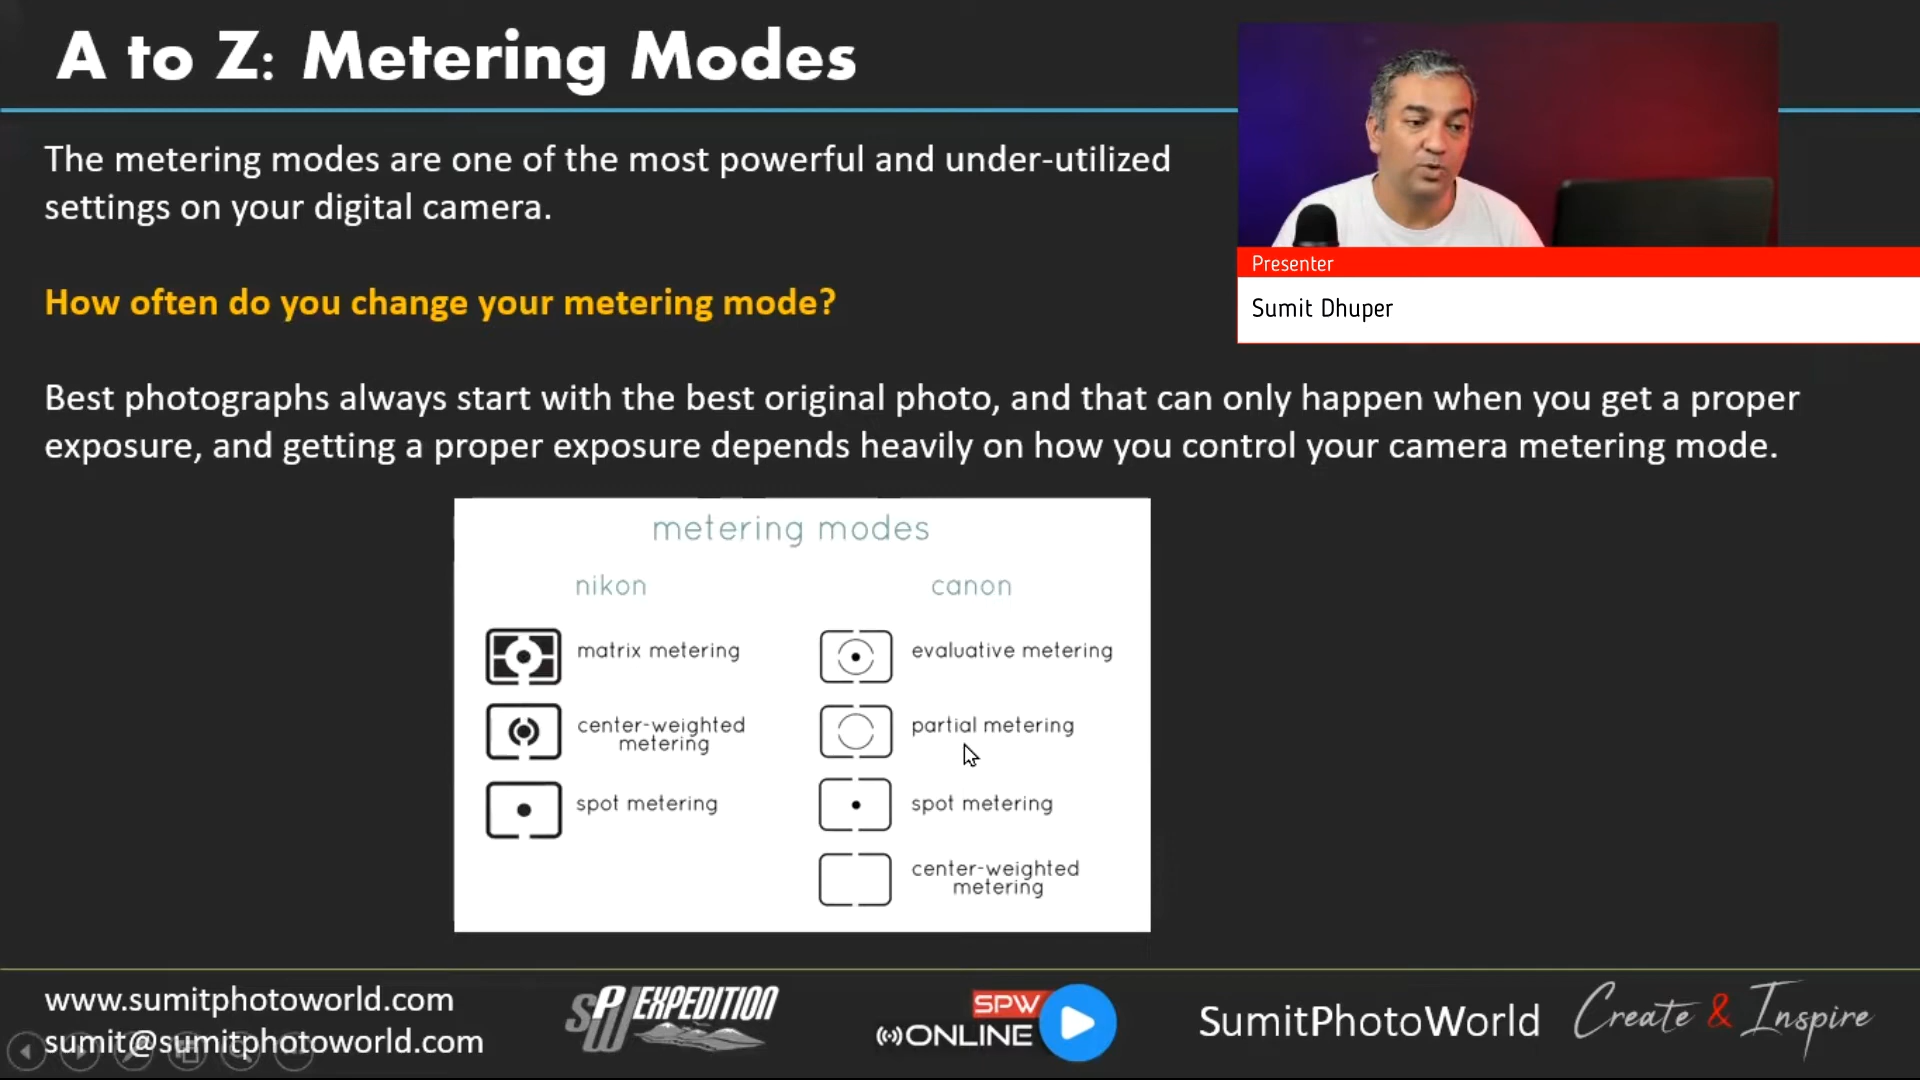 A to Z: Metering Modes
The metering modes are one of the most powerful and under-utilized
settings on your digital camera.
Presenter
Sumit Dhuper
How often do you change your metering mode?
Best photographs always start with the best original photo, and that can only happen when you get a proper
exposure, and getting a proper exposure depends heavily on how you control your camera metering mode.
metering modes
nikon
canon
matrix metering
evaluative metering
center-weighted
metering
partial metering
spot metering
spot metering
center-weighted
metering
www.sumitphotoworld.com
sumit@sumitphotoworld.com
SPW EXPEDITION
SPW
ONLINE
SumitPhotoWorld
Create & Inspire